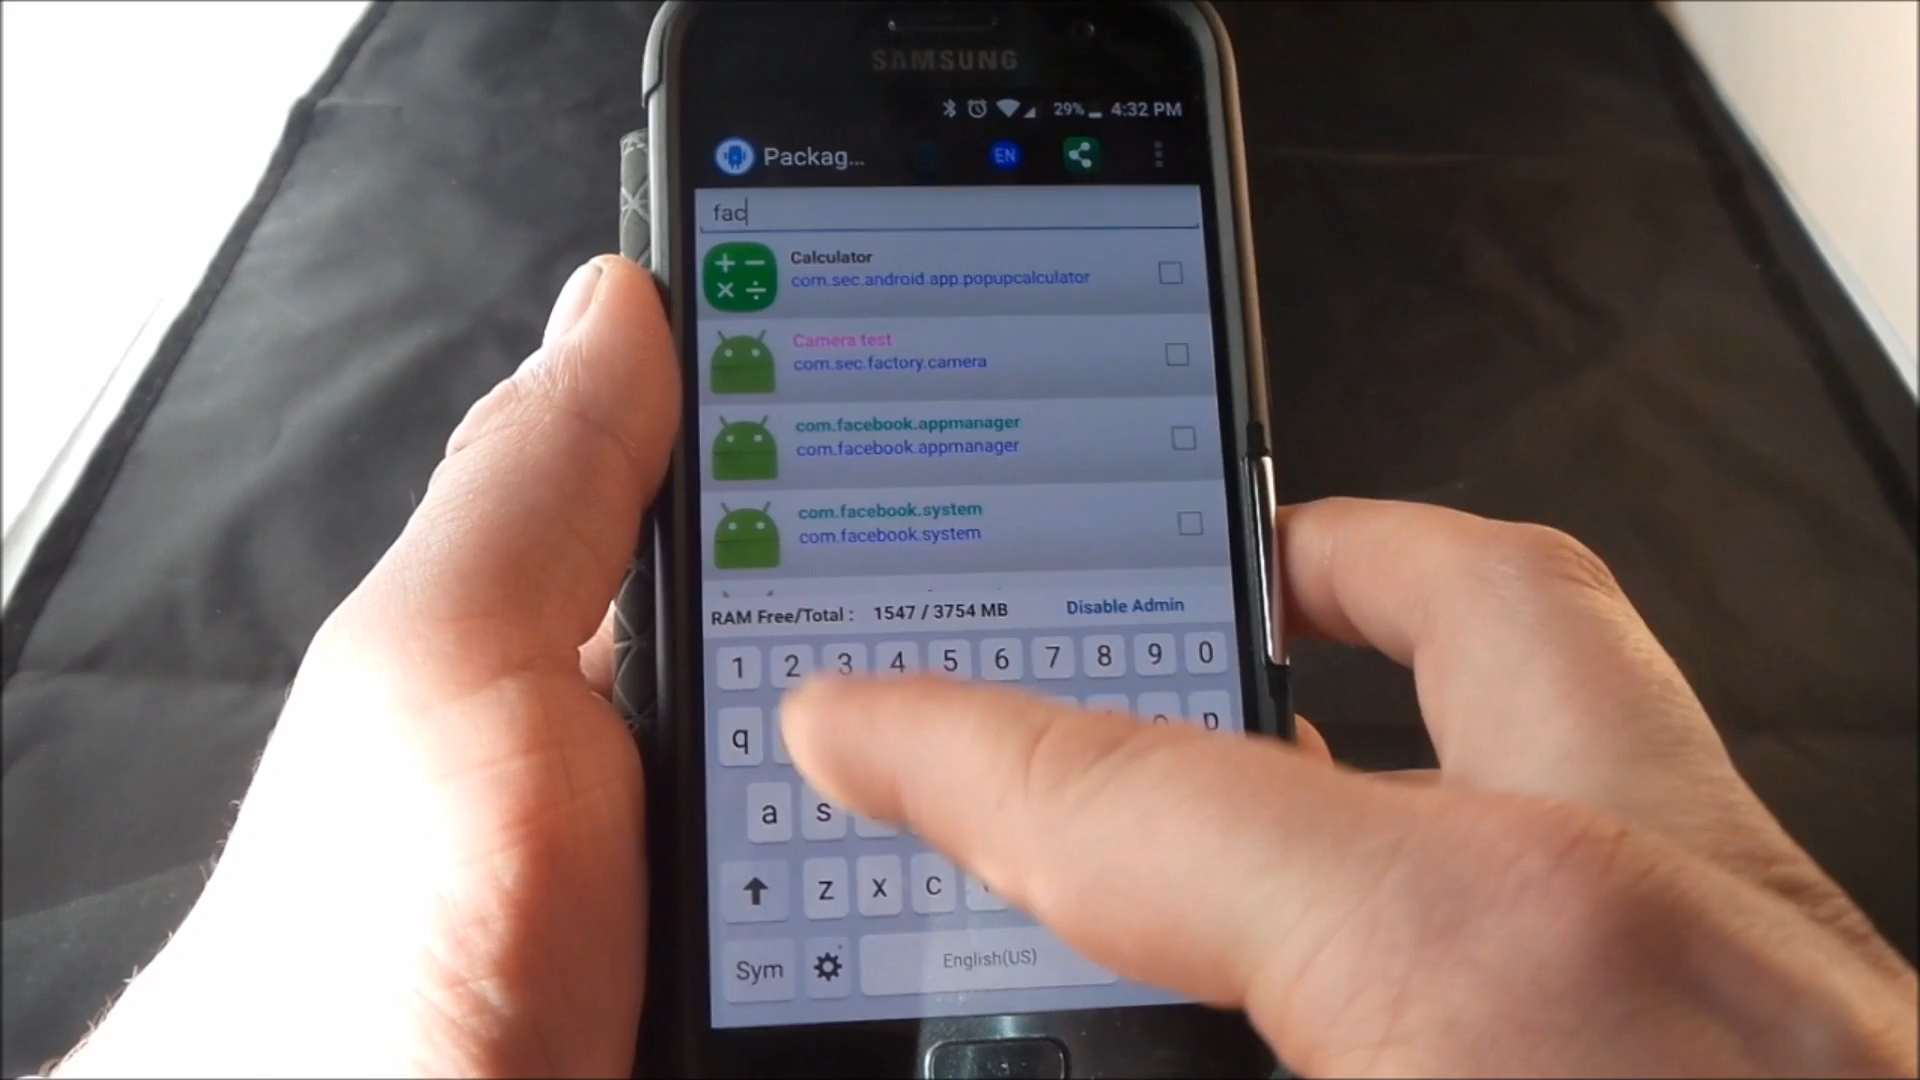 SAMSUNG
29% 4:32 PM
Packag... EN
fac
Calculator
com.sec.android.app.popupcalculator
Camera test
com.sec.factory.camera
com.facebook.appmanager
com.facebook.appmanager
com.facebook.system
com.facebook.system
RAM Free/Total : 1547 / 3754 MB Disable Admin
1 2 3 4 5 6 7 8 9 0
q p
a s
z x c
Sym English(US)